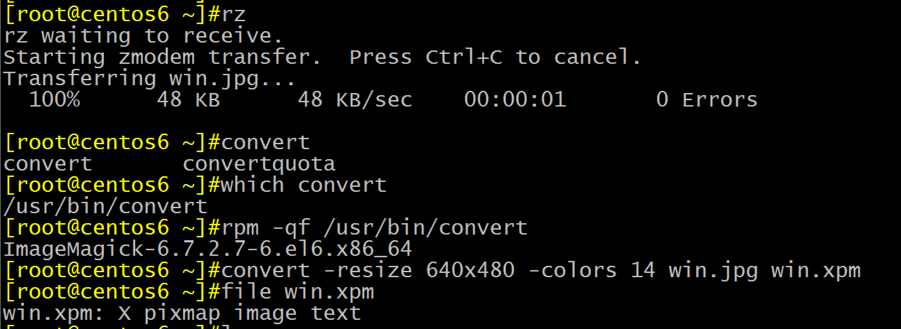 [root@centos6 ~]#rz
rz waiting to receive.
Starting zmodem transfer.  Press Ctrl+C to cancel.
Transferring win.jpg...
  100%      48 KB      48 KB/sec    00:00:01       0 Errors
[root@centos6 ~]#convert
convert       convertquota
[root@centos6 ~]#which convert
/usr/bin/convert
[root@centos6 ~]#rpm -qf /usr/bin/convert
ImageMagick-6.7.2.7-6.el6.x86_64
[root@centos6 ~]#convert -resize 640x480 -colors 14 win.jpg win.xpm
[root@centos6 ~]#file win.xpm
win.xpm: X pixmap image text